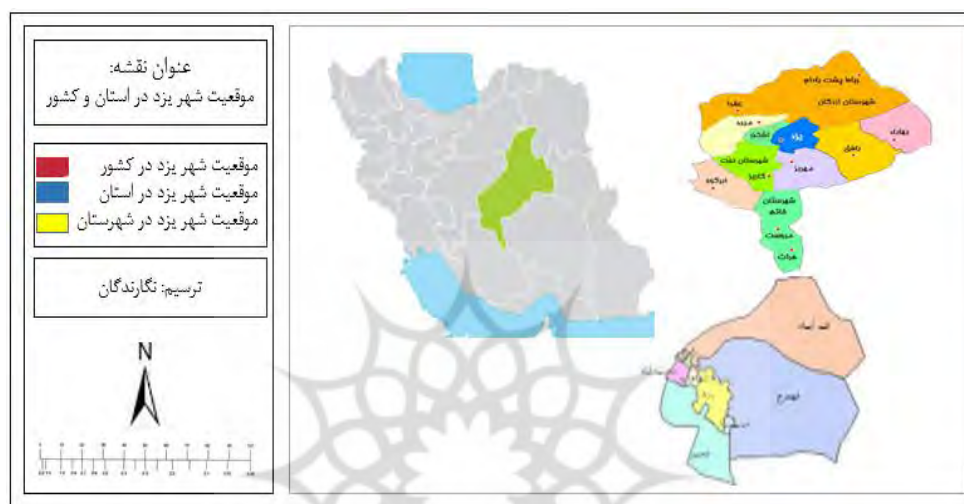 عنوان نقشه:
موقعیت شهر یزد در استان و کشور
موقعیت شهر یزد در کشور
موقعیت شهر یزد در استان
موقعیت شهر یزد در شهرستان
ترسیم: نگارندگان
N
رباط پشت بادام
شهرستان اردکان
عقدا
میبد
اشکذر
یزد
بافق
بهاباد
شهرستان تفت
مهریز
ابرکوه
شهرستان
خاتم
مروست
هرات
فهرج
یزد